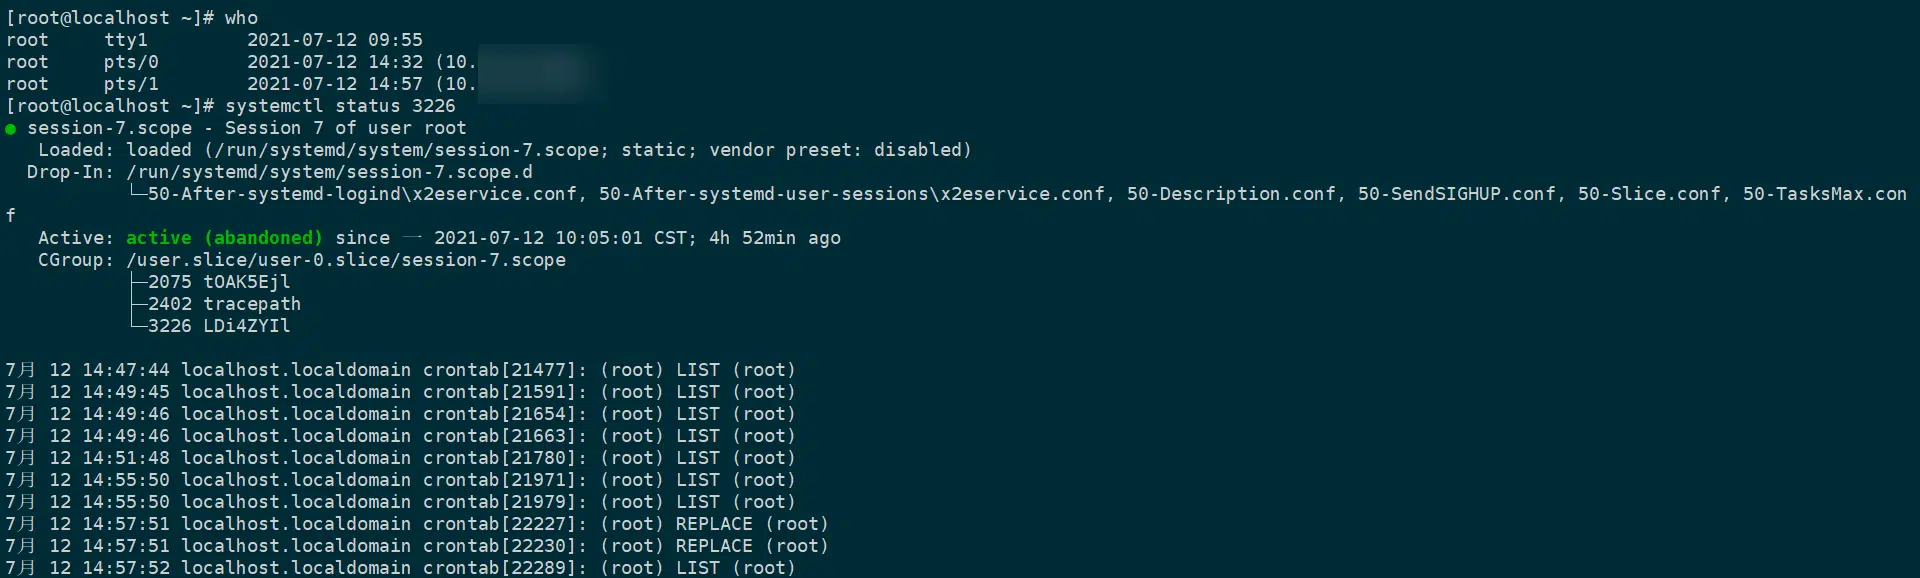 [root@localhost ~]# who
root     tty1         2021-07-12 09:55
root     pts/0        2021-07-12 14:32 (10.
root     pts/1        2021-07-12 14:57 (10.
[root@localhost ~]# systemctl status 3226
● session-7.scope - Session 7 of user root
   Loaded: loaded (/run/systemd/system/session-7.scope; static; vendor preset: disabled)
  Drop-In: /run/systemd/system/session-7.scope.d
           └─50-After-systemd-logind\x2eservice.conf, 50-After-systemd-user-sessions\x2eservice.conf, 50-Description.conf, 50-SendSIGHUP.conf, 50-Slice.conf, 50-TasksMax.con
f
   Active: active (abandoned) since 一 2021-07-12 10:05:01 CST; 4h 52min ago
   CGroup: /user.slice/user-0.slice/session-7.scope
           ├─2075 tOAK5Ejl
           ├─2402 tracepath
           └─3226 LDi4ZYIl

7月 12 14:47:44 localhost.localdomain crontab[21477]: (root) LIST (root)
7月 12 14:49:45 localhost.localdomain crontab[21591]: (root) LIST (root)
7月 12 14:49:46 localhost.localdomain crontab[21654]: (root) LIST (root)
7月 12 14:49:46 localhost.localdomain crontab[21663]: (root) LIST (root)
7月 12 14:51:48 localhost.localdomain crontab[21780]: (root) LIST (root)
7月 12 14:55:50 localhost.localdomain crontab[21971]: (root) LIST (root)
7月 12 14:55:50 localhost.localdomain crontab[21979]: (root) LIST (root)
7月 12 14:57:51 localhost.localdomain crontab[22227]: (root) REPLACE (root)
7月 12 14:57:51 localhost.localdomain crontab[22230]: (root) REPLACE (root)
7月 12 14:57:52 localhost.localdomain crontab[22289]: (root) LIST (root)